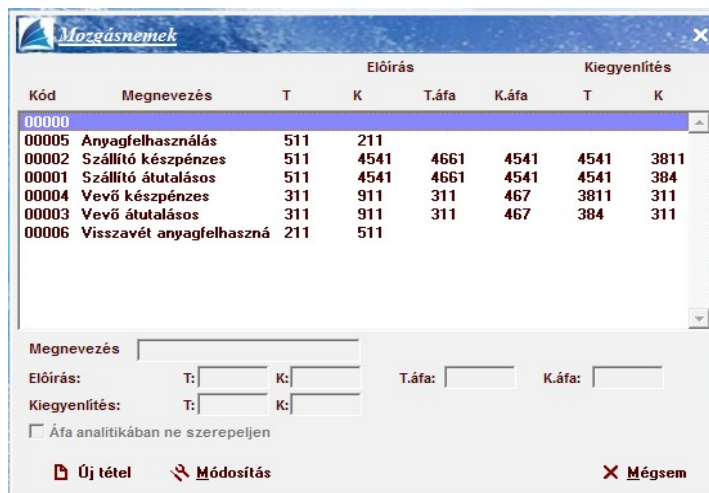 Mozgásnemek
Előírás Kiegyenlítés
Kód Megnevezés T K T.áfa K.áfa T K
00000
00005 Anyagfelhasználás 511 211
00002 Szállító készpénzes 511 4541 4661 4541 4541 3811
00001 Szállító átutalásos 511 4541 4661 4541 4541 384
00004 Vevő készpénzes 311 911 311 467 3811 311
00003 Vevő átutalásos 311 911 311 467 384 311
00006 Visszavét anyagfelhaszná 211 511
Megnevezés
Előírás: T: K: T.áfa: K.áfa:
Kiegyenlítés: T: K:
Áfa analitikában ne szerepeljen
Új tétel Módosítás Mégsem